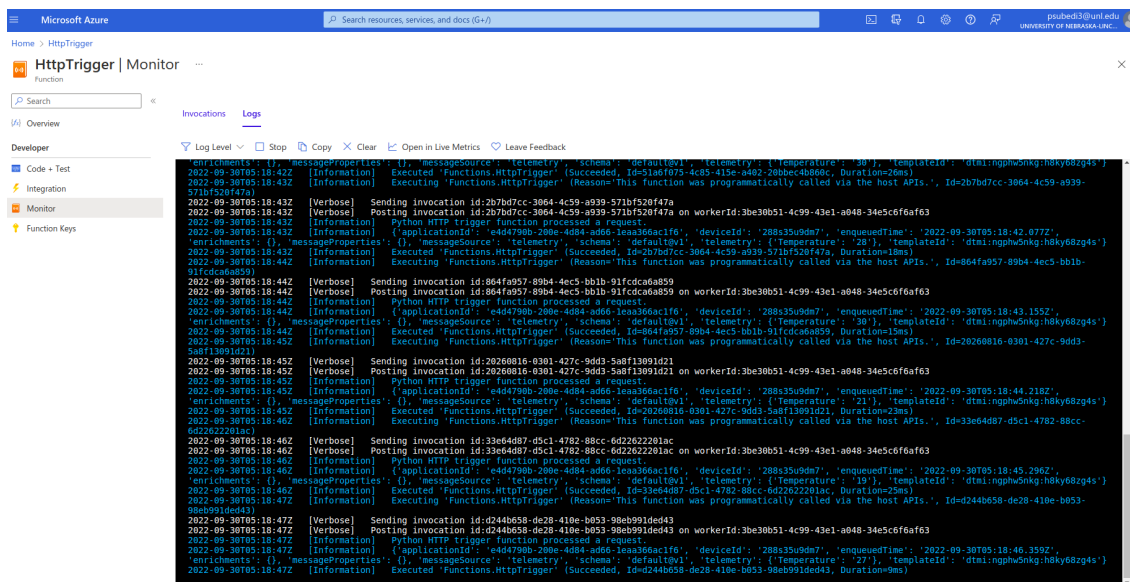 Microsoft Azure
Search resources, services, and docs (G+/)
psubedi3@unl.edu
UNIVERSITY OF NEBRASKA-LINC...
Home > HttpTrigger
HttpTrigger | Monitor ...
Function
Search
«
Overview
Developer
Code + Test
Integration
Monitor
Function Keys
Invocations Logs
Log Level Stop Copy Clear Open in Live Metrics Leave Feedback
'enrichments': {}, 'messageProperties': {}, 'messageSource': 'telemetry', 'schema': 'default@v1', 'telemetry': {'Temperature': '30'}, 'templateId': 'dtmi:ngphw5nkg:h8ky68zg4s'}
2022-09-30T05:18:42Z [Information] Executed 'Functions.HttpTrigger' (Succeeded, Id=51a6f075-4c85-415e-a402-20bbec4b860c, Duration=26ms)
2022-09-30T05:18:43Z [Information] Executing 'Functions.HttpTrigger' (Reason='This function was programmatically called via the host APIs.', Id=2b7bd7cc-3064-4c59-a939-
571bf520f47a)
2022-09-30T05:18:43Z [Verbose] Sending invocation id:2b7bd7cc-3064-4c59-a939-571bf520f47a
2022-09-30T05:18:43Z [Verbose] Posting invocation id:2b7bd7cc-3064-4c59-a939-571bf520f47a on workerId:3be30b51-4c99-43e1-a048-34e5c6f6af63
2022-09-30T05:18:43Z [Information] Python HTTP trigger function processed a request.
2022-09-30T05:18:43Z [Information] {'applicationId': 'e4d4790b-200e-4d84-ad66-1eaa366ac1f6', 'deviceId': '288s35u9dm7', 'enqueuedTime': '2022-09-30T05:18:42.077Z',
'enrichments': {}, 'messageProperties': {}, 'messageSource': 'telemetry', 'schema': 'default@v1', 'telemetry': {'Temperature': '28'}, 'templateId': 'dtmi:ngphw5nkg:h8ky68zg4s'}
2022-09-30T05:18:43Z [Information] Executed 'Functions.HttpTrigger' (Succeeded, Id=2b7bd7cc-3064-4c59-a939-571bf520f47a, Duration=18ms)
2022-09-30T05:18:44Z [Information] Executing 'Functions.HttpTrigger' (Reason='This function was programmatically called via the host APIs.', Id=864fa957-89b4-4ec5-bb1b-
91fcdca6a859)
2022-09-30T05:18:44Z [Verbose] Sending invocation id:864fa957-89b4-4ec5-bb1b-91fcdca6a859
2022-09-30T05:18:44Z [Verbose] Posting invocation id:864fa957-89b4-4ec5-bb1b-91fcdca6a859 on workerId:3be30b51-4c99-43e1-a048-34e5c6f6af63
2022-09-30T05:18:44Z [Information] Python HTTP trigger function processed a request.
2022-09-30T05:18:44Z [Information] {'applicationId': 'e4d4790b-200e-4d84-ad66-1eaa366ac1f6', 'deviceId': '288s35u9dm7', 'enqueuedTime': '2022-09-30T05:18:43.155Z',
'enrichments': {}, 'messageProperties': {}, 'messageSource': 'telemetry', 'schema': 'default@v1', 'telemetry': {'Temperature': '30'}, 'templateId': 'dtmi:ngphw5nkg:h8ky68zg4s'}
2022-09-30T05:18:44Z [Information] Executed 'Functions.HttpTrigger' (Succeeded, Id=864fa957-89b4-4ec5-bb1b-91fcdca6a859, Duration=15ms)
2022-09-30T05:18:45Z [Information] Executing 'Functions.HttpTrigger' (Reason='This function was programmatically called via the host APIs.', Id=20260816-0301-427c-9dd3-
5a8f13091d21)
2022-09-30T05:18:45Z [Verbose] Sending invocation id:20260816-0301-427c-9dd3-5a8f13091d21
2022-09-30T05:18:45Z [Verbose] Posting invocation id:20260816-0301-427c-9dd3-5a8f13091d21 on workerId:3be30b51-4c99-43e1-a048-34e5c6f6af63
2022-09-30T05:18:45Z [Information] Python HTTP trigger function processed a request.
2022-09-30T05:18:45Z [Information] {'applicationId': 'e4d4790b-200e-4d84-ad66-1eaa366ac1f6', 'deviceId': '288s35u9dm7', 'enqueuedTime': '2022-09-30T05:18:44.218Z',
'enrichments': {}, 'messageProperties': {}, 'messageSource': 'telemetry', 'schema': 'default@v1', 'telemetry': {'Temperature': '21'}, 'templateId': 'dtmi:ngphw5nkg:h8ky68zg4s'}
2022-09-30T05:18:45Z [Information] Executed 'Functions.HttpTrigger' (Succeeded, Id=20260816-0301-427c-9dd3-5a8f13091d21, Duration=23ms)
2022-09-30T05:18:46Z [Information] Executing 'Functions.HttpTrigger' (Reason='This function was programmatically called via the host APIs.', Id=33e64d87-d5c1-4782-88cc-
6d22622201ac)
2022-09-30T05:18:46Z [Verbose] Sending invocation id:33e64d87-d5c1-4782-88cc-6d22622201ac
2022-09-30T05:18:46Z [Verbose] Posting invocation id:33e64d87-d5c1-4782-88cc-6d22622201ac on workerId:3be30b51-4c99-43e1-a048-34e5c6f6af63
2022-09-30T05:18:46Z [Information] Python HTTP trigger function processed a request.
2022-09-30T05:18:46Z [Information] {'applicationId': 'e4d4790b-200e-4d84-ad66-1eaa366ac1f6', 'deviceId': '288s35u9dm7', 'enqueuedTime': '2022-09-30T05:18:45.296Z',
'enrichments': {}, 'messageProperties': {}, 'messageSource': 'telemetry', 'schema': 'default@v1', 'telemetry': {'Temperature': '19'}, 'templateId': 'dtmi:ngphw5nkg:h8ky68zg4s'}
2022-09-30T05:18:46Z [Information] Executed 'Functions.HttpTrigger' (Succeeded, Id=33e64d87-d5c1-4782-88cc-6d22622201ac, Duration=25ms)
2022-09-30T05:18:47Z [Information] Executing 'Functions.HttpTrigger' (Reason='This function was programmatically called via the host APIs.', Id=d244b658-de28-410e-b053-
98eb991ded43)
2022-09-30T05:18:47Z [Verbose] Sending invocation id:d244b658-de28-410e-b053-98eb991ded43
2022-09-30T05:18:47Z [Verbose] Posting invocation id:d244b658-de28-410e-b053-98eb991ded43 on workerId:3be30b51-4c99-43e1-a048-34e5c6f6af63
2022-09-30T05:18:47Z [Information] Python HTTP trigger function processed a request.
2022-09-30T05:18:47Z [Information] {'applicationId': 'e4d4790b-200e-4d84-ad66-1eaa366ac1f6', 'deviceId': '288s35u9dm7', 'enqueuedTime': '2022-09-30T05:18:46.359Z',
'enrichments': {}, 'messageProperties': {}, 'messageSource': 'telemetry', 'schema': 'default@v1', 'telemetry': {'Temperature': '27'}, 'templateId': 'dtmi:ngphw5nkg:h8ky68zg4s'}
2022-09-30T05:18:47Z [Information] Executed 'Functions.HttpTrigger' (Succeeded, Id=d244b658-de28-410e-b053-98eb991ded43, Duration=9ms)